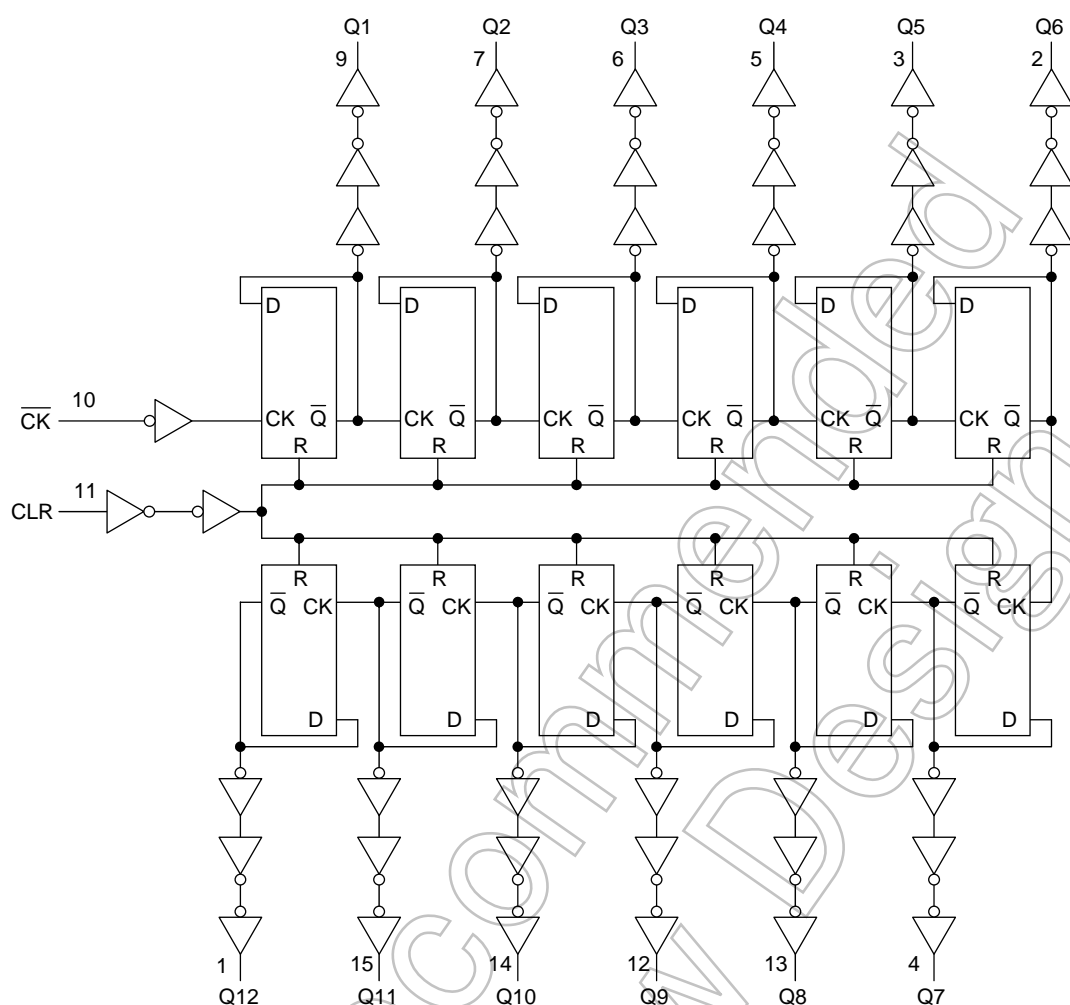 Q1 Q2 Q3 Q4 Q5 Q6
9 7 6 5 3 2
D D D D D D
CK 10 CK Q CK Q CK Q CK Q CK Q CK Q
R R R R R R
CLR 11
R R R R R R
Q CK Q CK Q CK Q CK Q CK Q CK
D D D D D D
1 15 14 12 13 4
Q12 Q11 Q10 Q9 Q8 Q7
commended
w Design